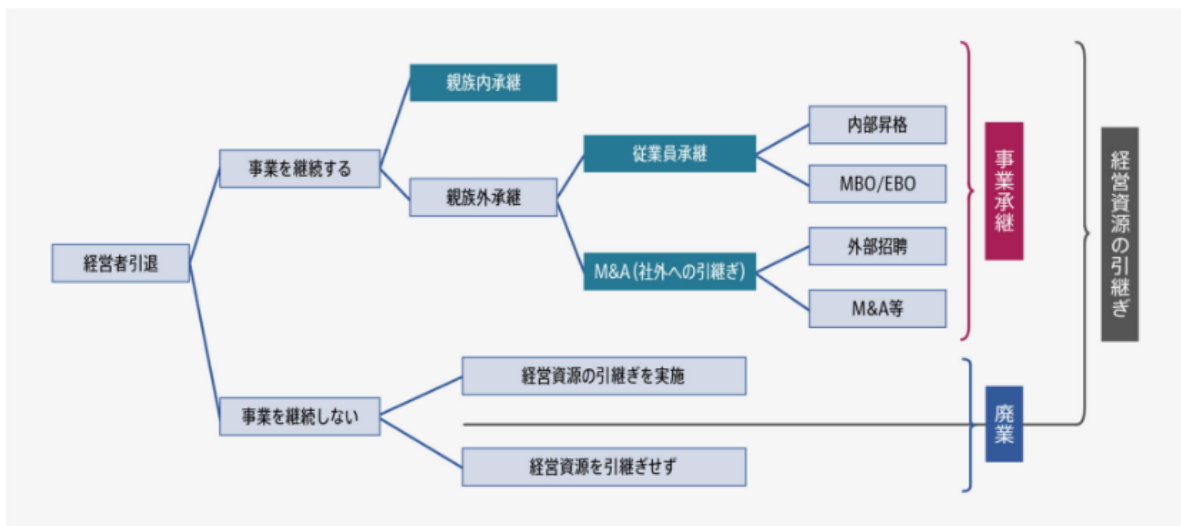 経営者引退
事業を継続する
親族内承継
親族外承継
従業員承継
内部昇格
MBO/EBO
M&A(社外への引継ぎ)
外部招聘
M&A等
事業を継続しない
経営資源の引継ぎを実施
経営資源を引継ぎせず
事業承継
廃業
経営資源の引継ぎ